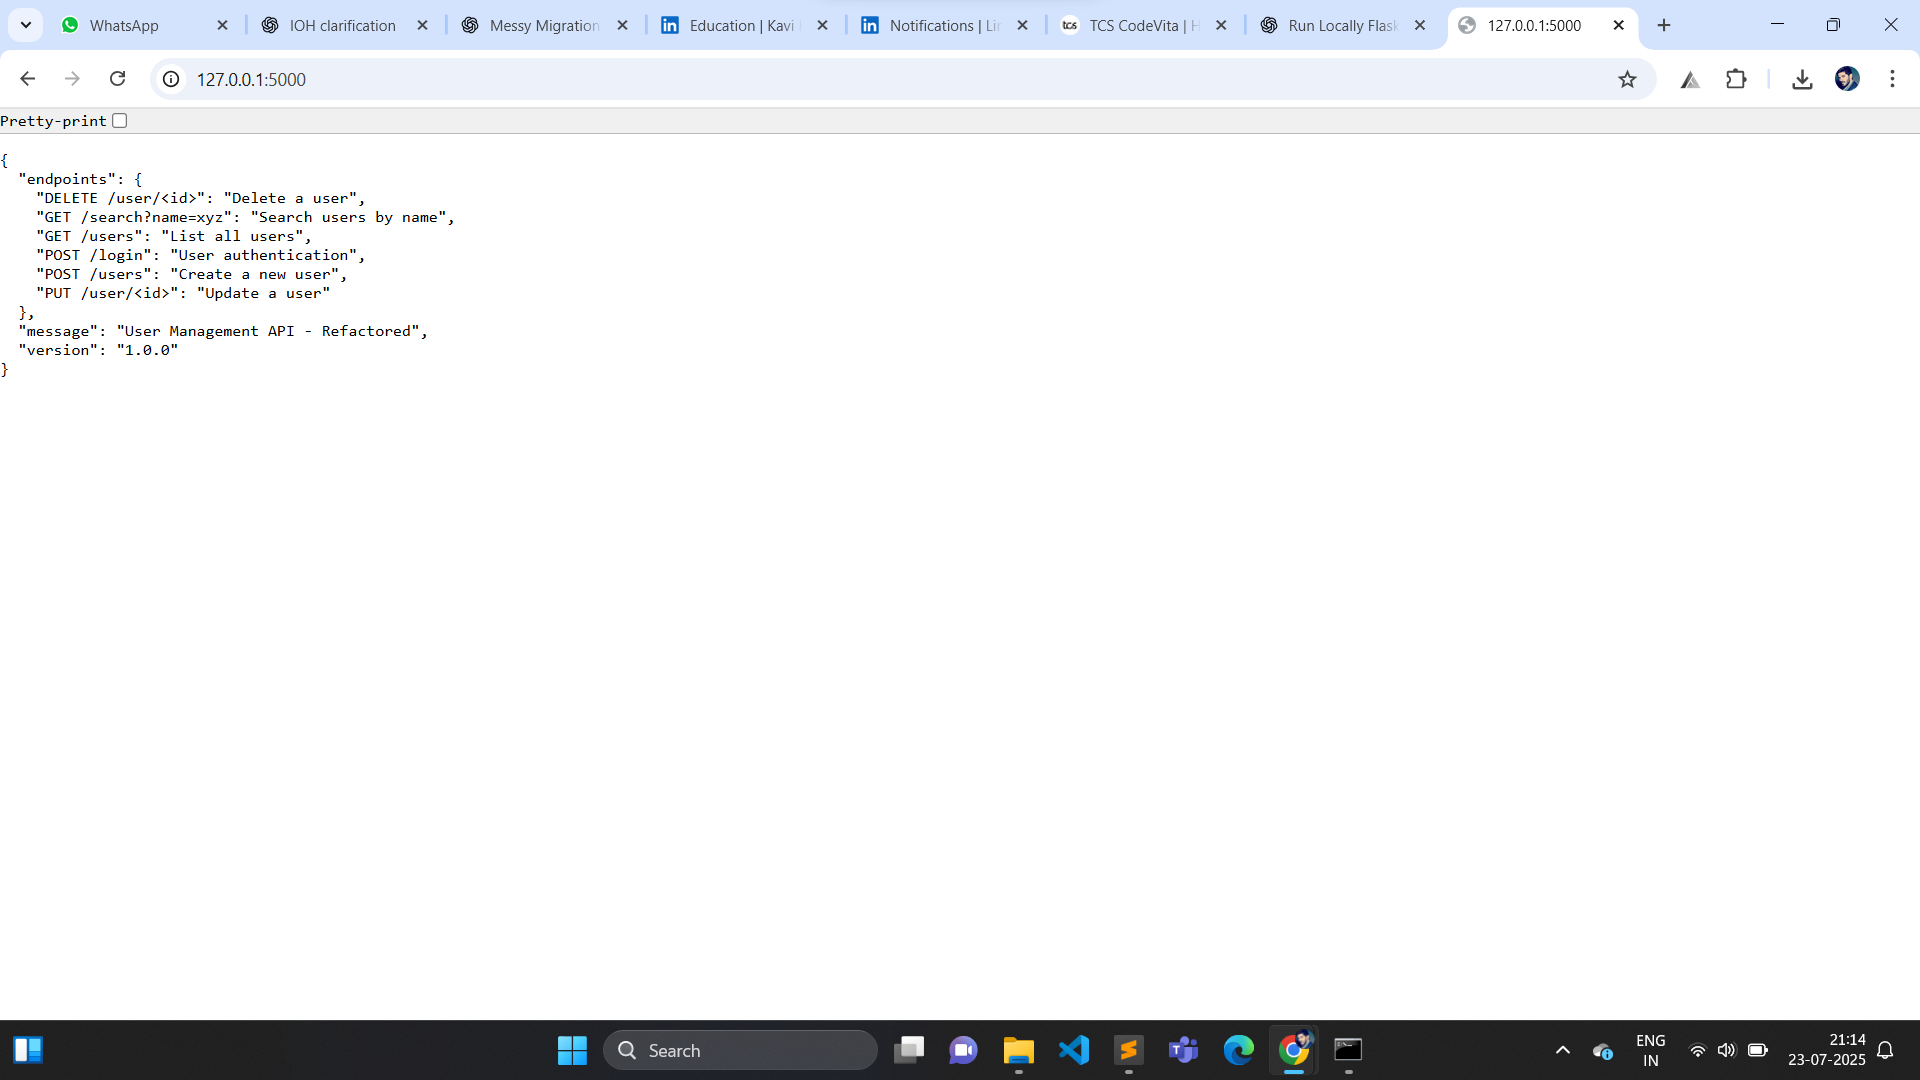 WhatsApp
IOH clarification
Messy Migration
Education | Kavi
Notifications | Lin
TCS CodeVita | H
Run Locally Flask
127.0.0.1:5000
127.0.0.1:5000
Pretty-print
{
  "endpoints": {
    "DELETE /user/<id>": "Delete a user",
    "GET /search?name=xyz": "Search users by name",
    "GET /users": "List all users",
    "POST /login": "User authentication",
    "POST /users": "Create a new user",
    "PUT /user/<id>": "Update a user"
  },
  "message": "User Management API - Refactored",
  "version": "1.0.0"
}
Search
ENG
IN
21:14
23-07-2025